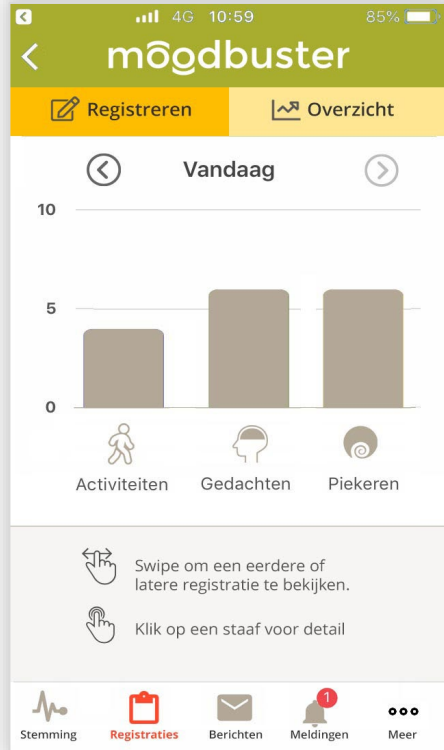 4G 10:59 85%
moodbuster
Registreren Overzicht
Vandaag
10
5
0
Activiteiten Gedachten Piekeren
Swipe om een eerdere of
latere registratie te bekijken.
Klik op een staaf voor detail
1
Stemming Registraties Berichten Meldingen Meer